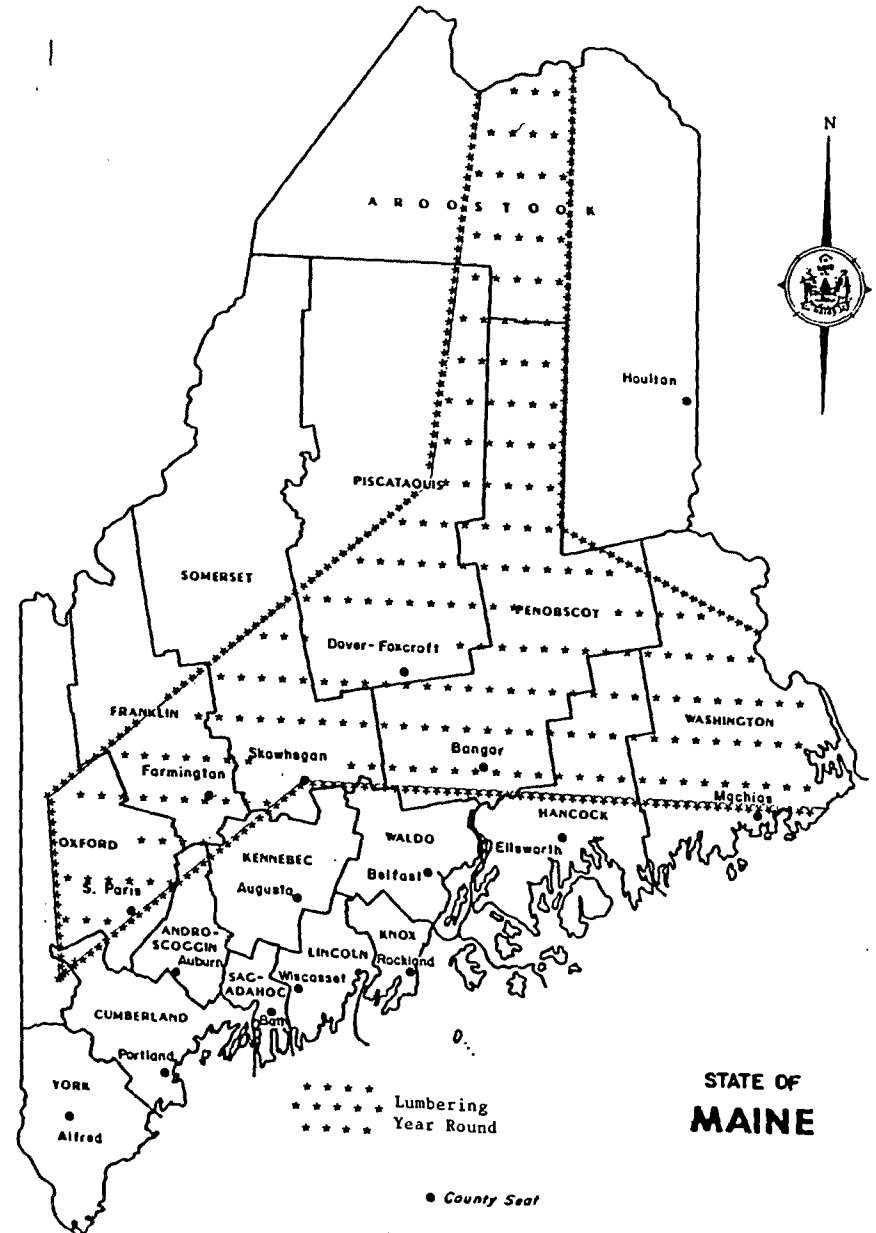 N
AROOSTOOK
Houlton
PISCATAQUIS
SOMERSET
PENOBSCOT
Dover-Foxcroft
FRANKLIN
WASHINGTON
Skowhegan
Bangor
Farmington
Machias
HANCOCK
OXFORD
WALDO
Ellsworth
KENNEBEC
Belfast
S. Paris
Augusta
KNOX
ANDRO-
SCOGGIN
LINCOLN
Auburn
Rockland
SAG-
ADAHOC
Wiscasset
CUMBERLAND
Bath
Portland
STATE OF
MAINE
YORK
Lumbering
Year Round
Alfred
County Seat